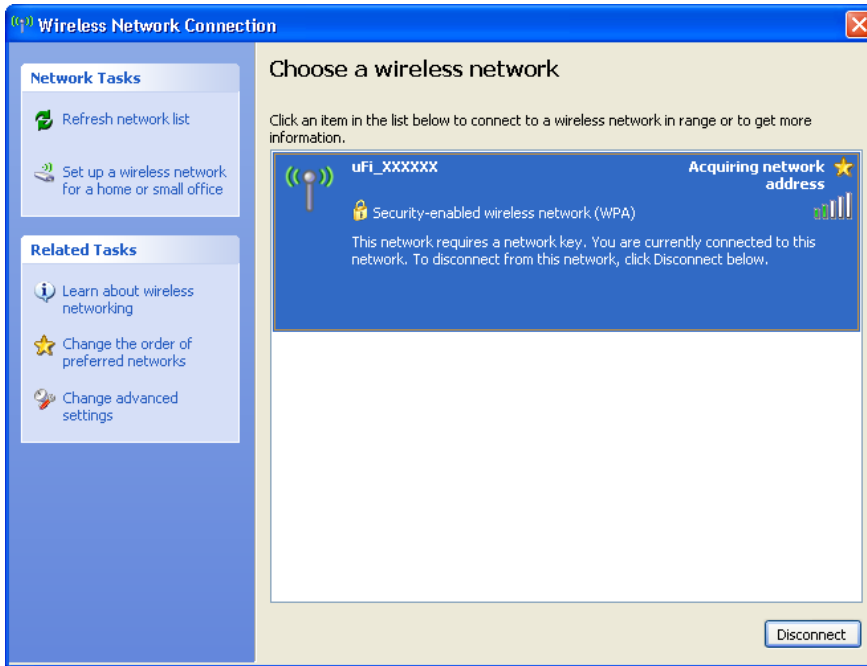 Wireless Network Connection
Network Tasks
Refresh network list
Set up a wireless network
for a home or small office
Related Tasks
Learn about wireless
networking
Change the order of
preferred networks
Change advanced
settings
Choose a wireless network
Click an item in the list below to connect to a wireless network in range or to get more
information.
uFi_XXXXXX
Acquiring network
address
Security-enabled wireless network (WPA)
This network requires a network key. You are currently connected to this
network. To disconnect from this network, click Disconnect below.
Disconnect